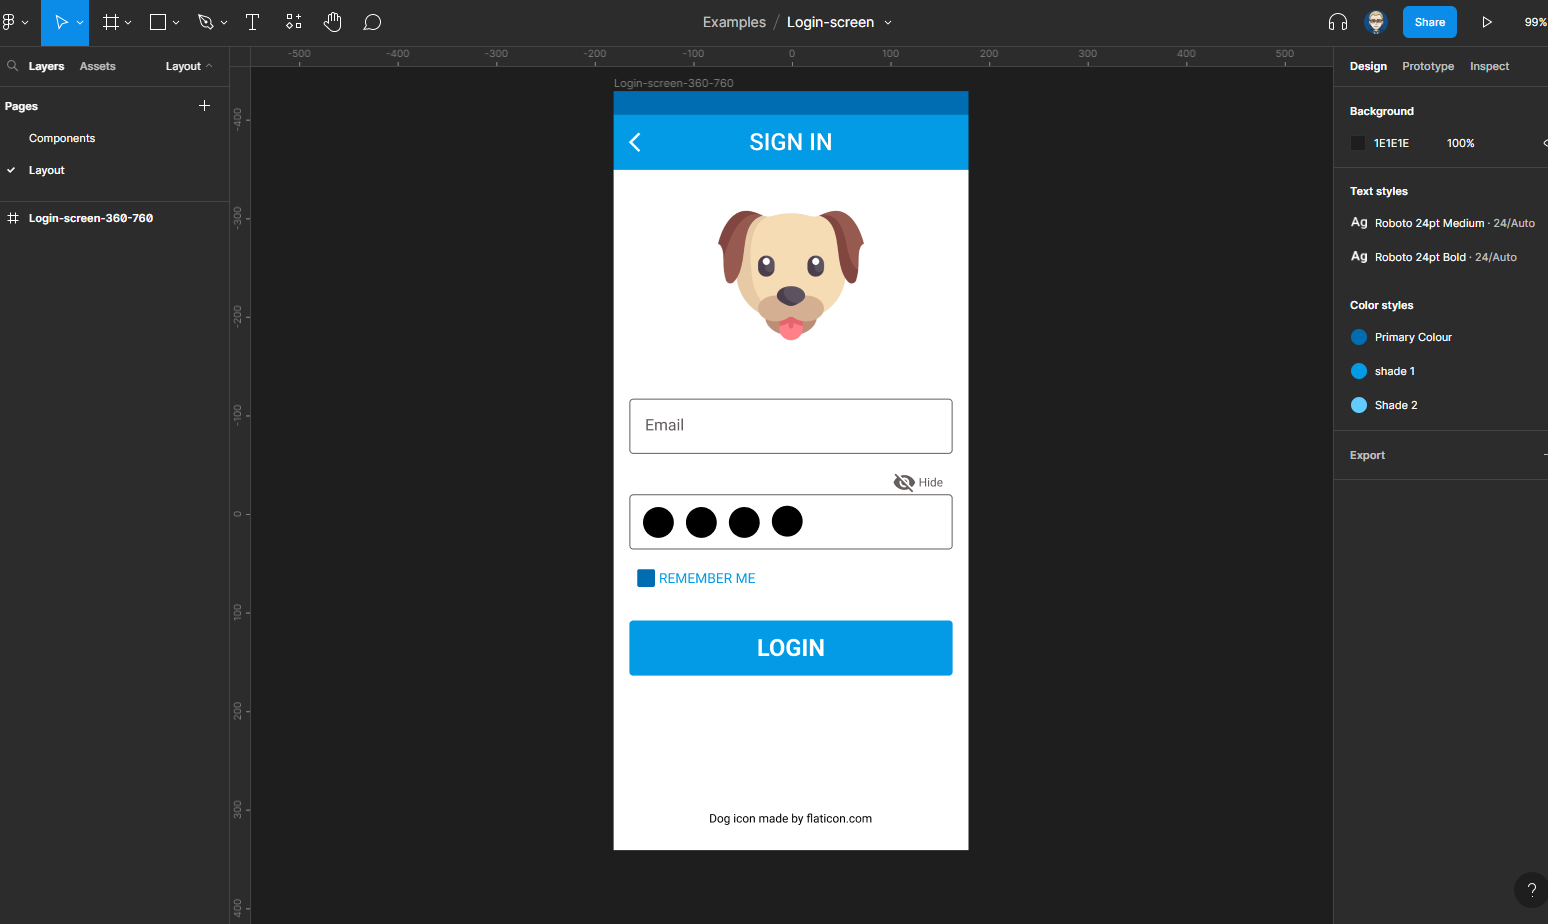 Examples / Login-screen
Share
99%
Layers Assets Layout
Pages
Components
Layout
Login-screen-360-760
-500 -400 -300 -200 -100 0 100 200 300 400 500
-400
-300
-200
-100
0
100
200
300
400
Login-screen-360-760
SIGN IN
Email
Hide
REMEMBER ME
LOGIN
Dog icon made by flaticon.com
Design Prototype Inspect
Background
1E1E1E 100%
Text styles
Ag Roboto 24pt Medium · 24/Auto
Ag Roboto 24pt Bold · 24/Auto
Color styles
Primary Colour
shade 1
Shade 2
Export
?